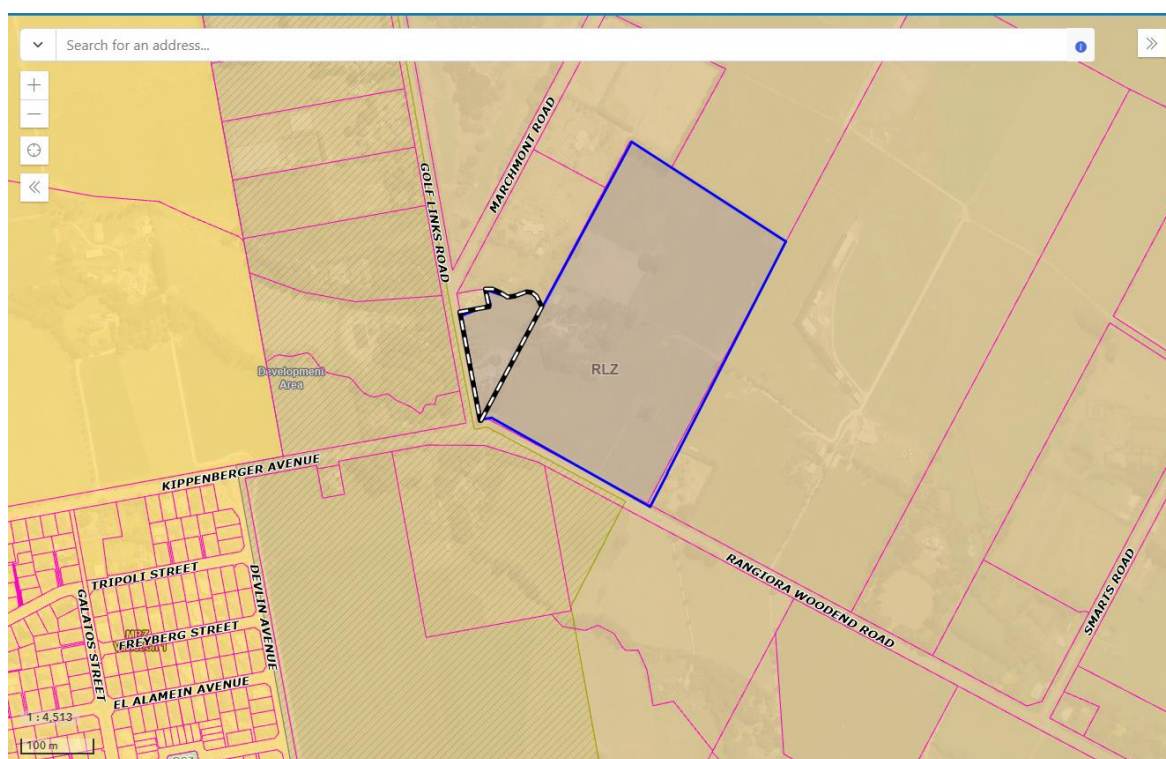 Search for an address...
MARCHMONT ROAD
GOLF LINKS ROAD
RLZ
Development
Area
KIPPENBERGER AVENUE
RANGIORA WOODEND ROAD
SMARTS ROAD
TRIPOLI STREET
GALATOS STREET
DEVLIN AVENUE
FREYBERG STREET
EL ALAMEIN AVENUE
1 : 4,513
100 m